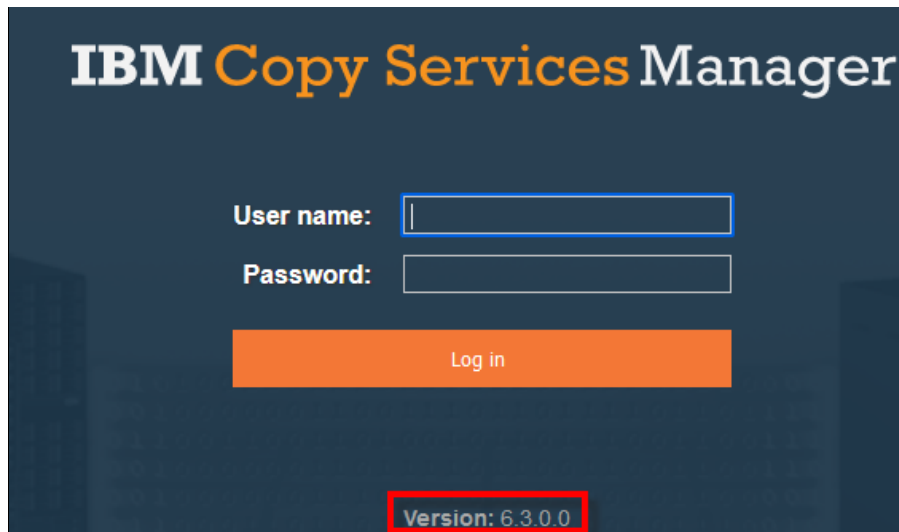 IBM Copy Services Manager
User name:
Password:
Log in
Version: 6.3.0.0